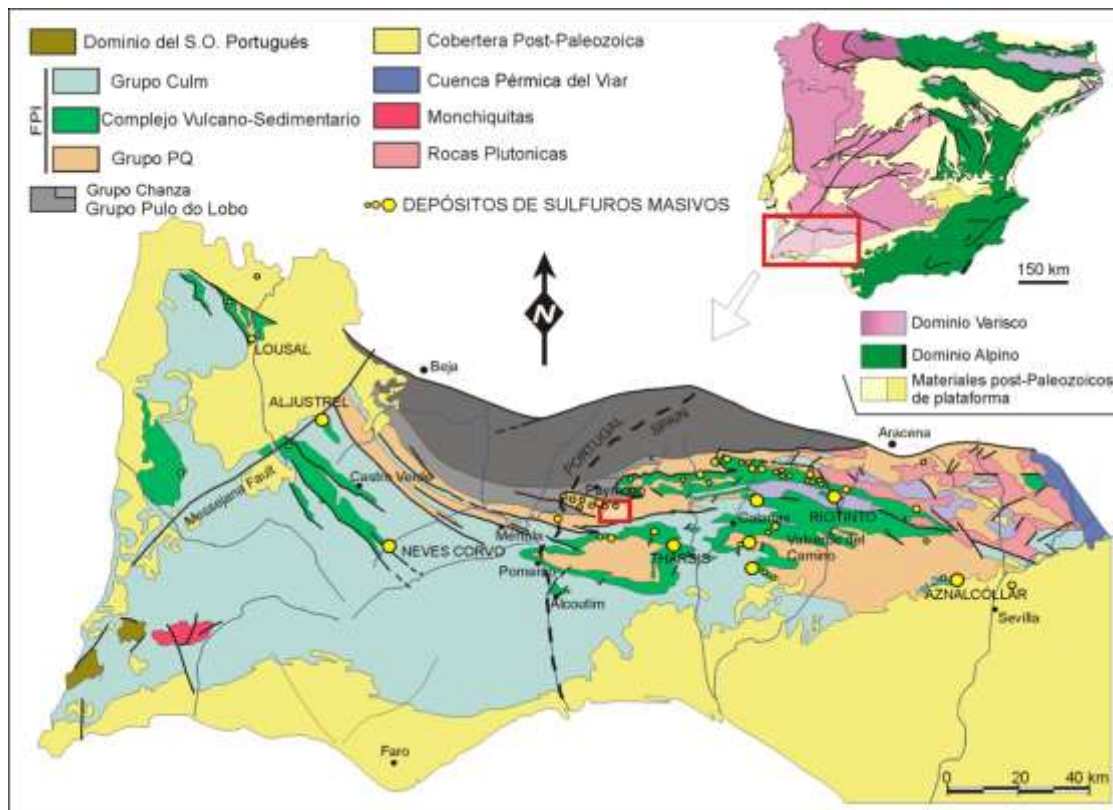 Dominio del S.O. Portugués
FPI
Grupo Culm
Complejo Vulcano-Sedimentario
Grupo PQ
Grupo Chanza
Grupo Pulo do Lobo
Cobertera Post-Paleozoica
Cuenca Pérmica del Viar
Monchiquitas
Rocas Plutonicas
DEPÓSITOS DE SULFUROS MASIVOS
150 km
Dominio Varisco
Dominio Alpino
Materiales post-Paleozoicos
de plataforma
N
LOUSAL
Beja
ALJUSTREL
PORTUGAL
SPAIN
Aracena
Messejana Fault
Castro Verde
NEVES CORVO
Mertola
Pomarao
Alcoutim
THARSIS
Calañas
RIOTINTO
Valverde del
Camino
AZNALCOLLAR
Sevilla
Faro
0 20 40 km